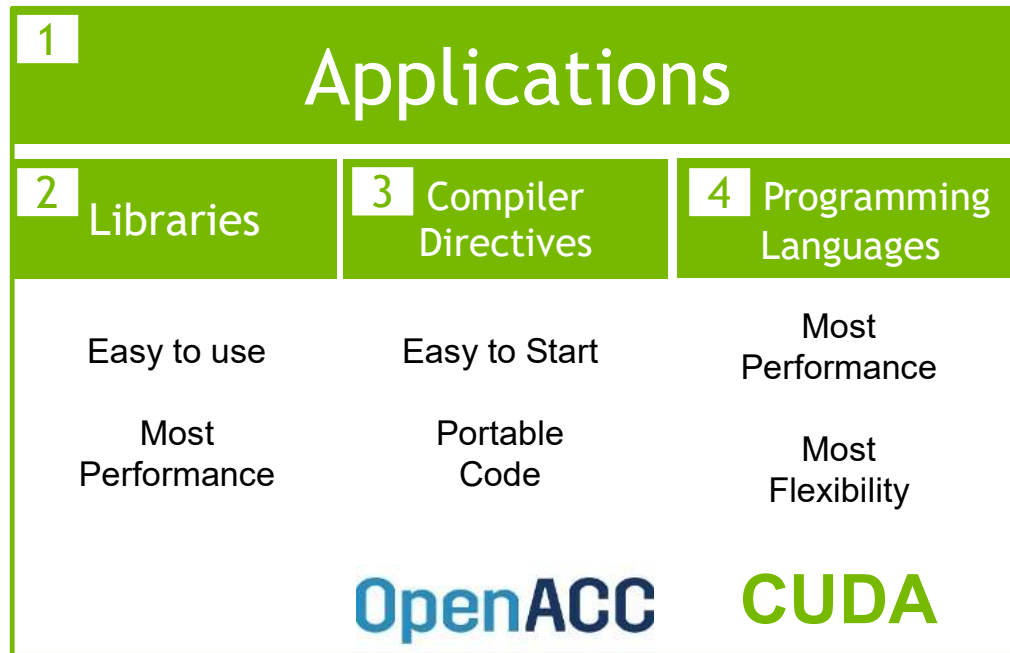 1
Applications
2
Libraries
3
Compiler
Directives
4
Programming
Languages
Easy to use
Most
Performance
Easy to Start
Portable
Code
OpenACC
Most
Performance
Most
Flexibility
CUDA